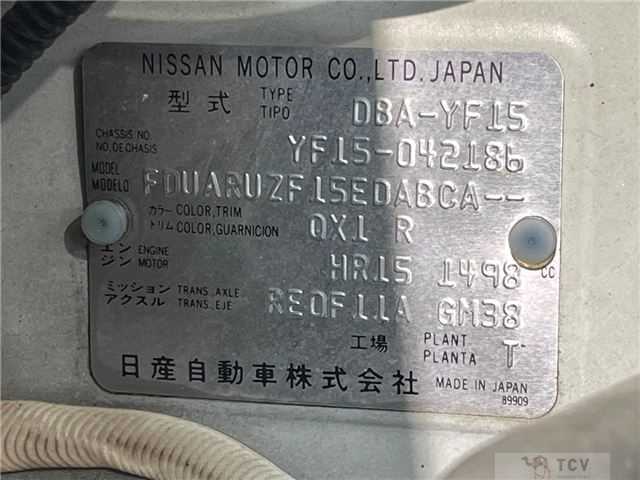 NISSAN MOTOR CO.,LTD. JAPAN
型式 TYPE TIPO DBA-YF15
CHASSIS NO. NO. DE CHASIS YF15-042186
MODEL MODELO FDUARUZF15EDABCA--
カラー COLOR, TRIM
トリム COLOR, GUARNICION QX1 R
エンジン ENGINE MOTOR HR15 1498 CC
ミッション TRANS., AXLE
アクスル TRANS., EJE RE0F11A GM38
工場 PLANT PLANTA T
日産自動車株式会社 MADE IN JAPAN
89909
TCV